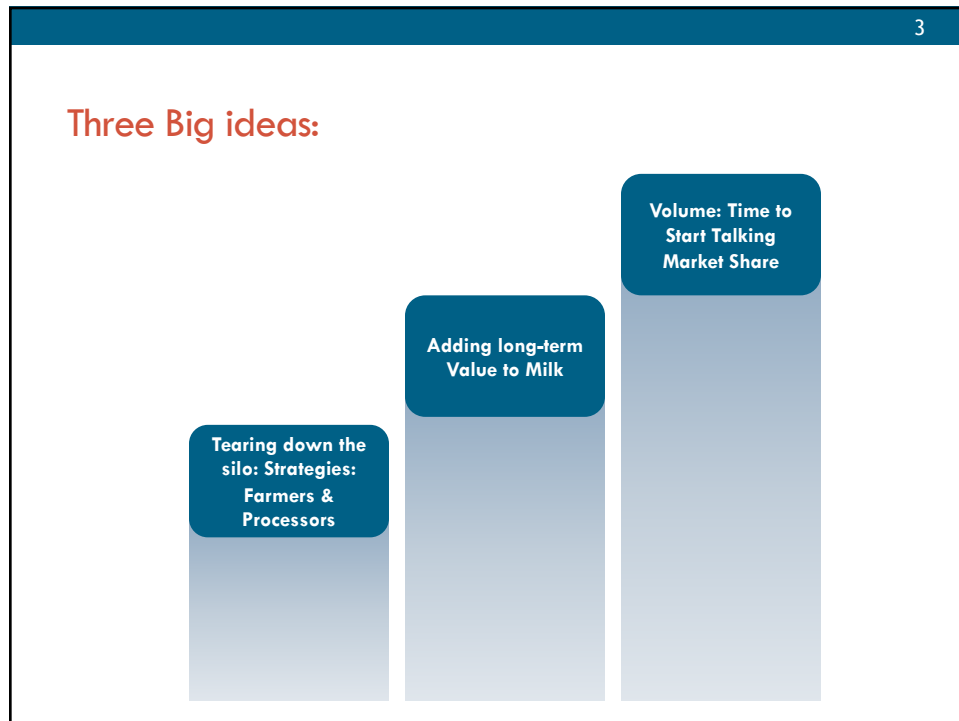 3
Three Big ideas:
Volume: Time to
Start Talking
Market Share
Adding long-term
Value to Milk
Tearing down the
silo: Strategies:
Farmers &
Processors